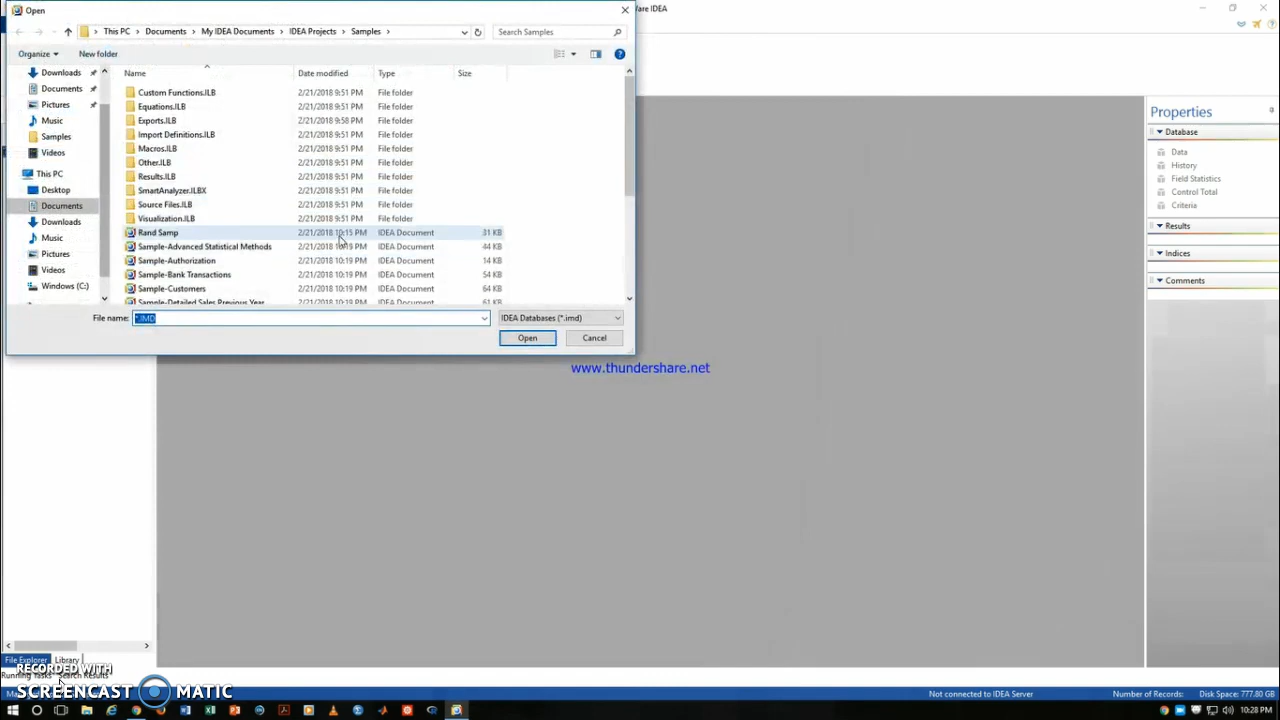 Open
Ware IDEA
This PC Documents My IDEA Documents IDEA Projects Samples
Search Samples
Organize New folder
Name Date modified Type Size
Downloads
Documents
Pictures
Music
Samples
Videos
This PC
Desktop
Documents
Downloads
Music
Pictures
Videos
Windows (C:)
Custom Functions.ILB 2/21/2018 9:51 PM File folder
Equations.ILB 2/21/2018 9:51 PM File folder
Exports.ILB 2/21/2018 9:58 PM File folder
Import Definitions.ILB 2/21/2018 9:51 PM File folder
Macros.ILB 2/21/2018 9:51 PM File folder
Other.ILB 2/21/2018 9:51 PM File folder
Results.ILB 2/21/2018 9:51 PM File folder
SmartAnalyzer.ILBX 2/21/2018 9:51 PM File folder
Source Files.ILB 2/21/2018 9:51 PM File folder
Visualization.ILB 2/21/2018 9:51 PM File folder
Rand Samp 2/21/2018 10:15 PM IDEA Document 31 KB
Sample-Advanced Statistical Methods 2/21/2018 10:19 PM IDEA Document 44 KB
Sample-Authorization 2/21/2018 10:19 PM IDEA Document 14 KB
Sample-Bank Transactions 2/21/2018 10:19 PM IDEA Document 54 KB
Sample-Customers 2/21/2018 10:19 PM IDEA Document 64 KB
Sample-Detailed Sales Previous Year 2/21/2018 10:19 PM IDEA Document 61 KB
File name: *.IMD IDEA Databases (*.imd)
Open Cancel
Properties
Database
Data
History
Field Statistics
Control Total
Criteria
Results
Indices
Comments
www.thundershare.net
File Explorer Library
Running Tasks Search Results
RECORDED WITH
SCREENCAST MATIC
Not connected to IDEA Server Number of Records: Disk Space: 777.80 GB
10:28 PM